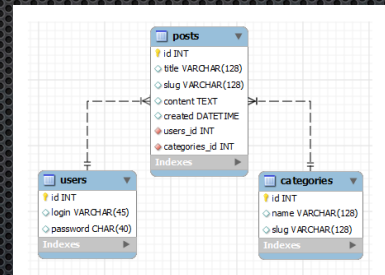 posts
id INT
title VARCHAR(128)
slug VARCHAR(128)
content TEXT
created DATETIME
users_id INT
categories_id INT
Indexes
users
id INT
login VARCHAR(45)
password CHAR(40)
Indexes
categories
id INT
name VARCHAR(128)
slug VARCHAR(128)
Indexes